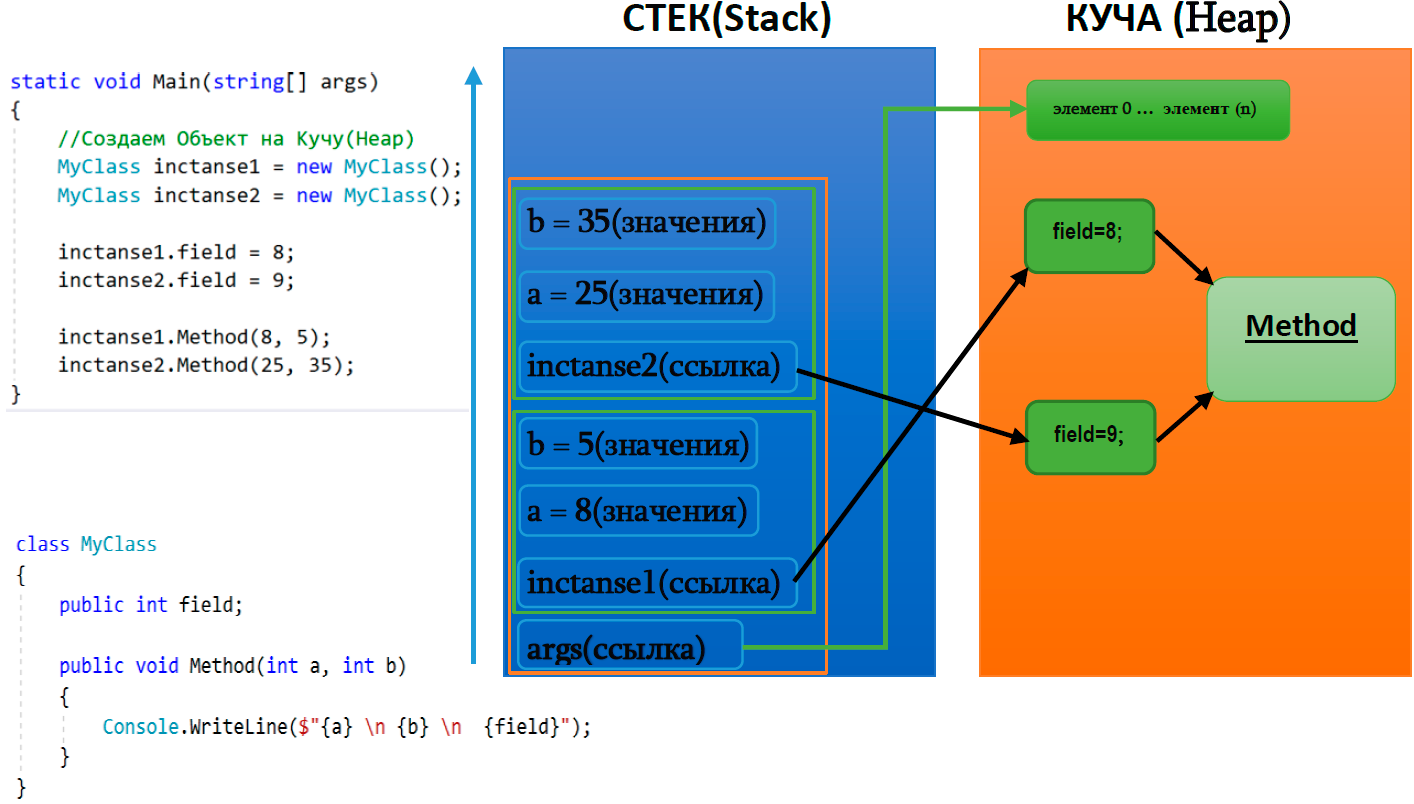 СТЕК(Stack)
КУЧА (Heap)
static void Main(string[] args)
{
//Создаем Объект на Кучу(Heap)
MyClass inctanse1 = new MyClass();
MyClass inctanse2 = new MyClass();
inctanse1.field = 8;
inctanse2.field = 9;
inctanse1.Method(8, 5);
inctanse2.Method(25, 35);
}
class MyClass
{
public int field;
public void Method(int a, int b)
{
Console.WriteLine($"{a} \n {b} \n  {field}");
}
}
b = 35(значения)
a = 25(значения)
inctanse2(ссылка)
b = 5(значения)
a = 8(значения)
inctanse1(ссылка)
args(ссылка)
элемент 0 … элемент (n)
field=8;
field=9;
Method